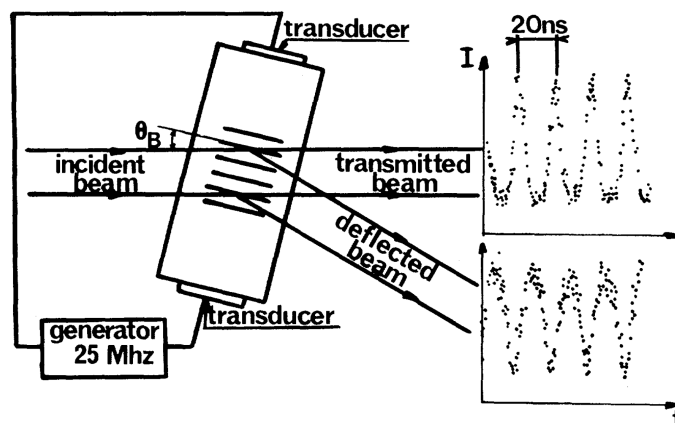 transducer
20ns
I
θB
incident
beam
transmitted
beam
deflected
beam
transducer
generator
25 Mhz